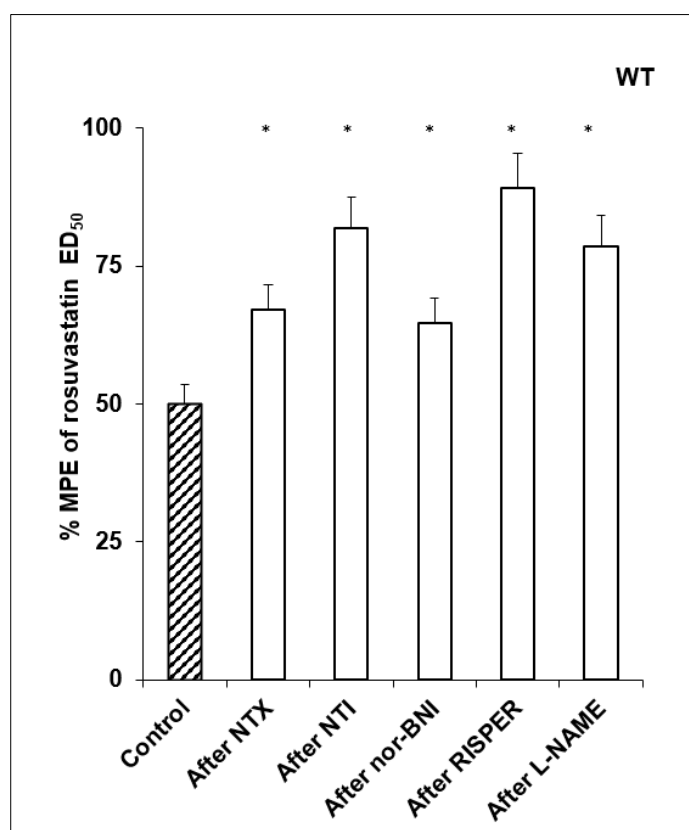 WT
* * * * *
% MPE of rosuvastatin ED50
100
75
50
25
0
Control
After NTX
After NTI
After nor-BNI
After RISPER
After L-NAME